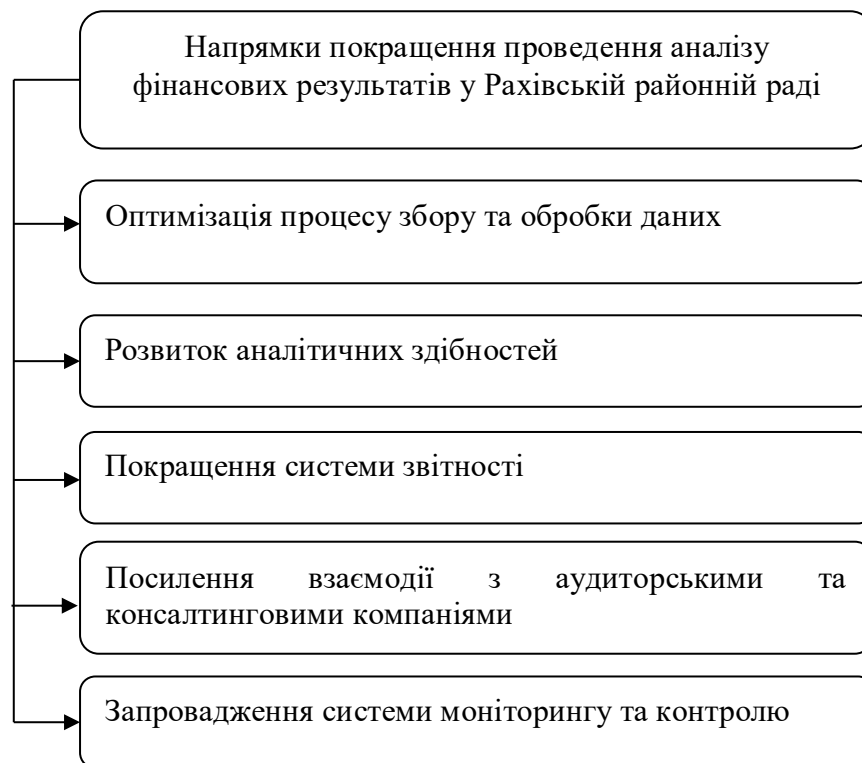 Напрямки покращення проведення аналізу
фінансових результатів у Рахівській районній раді
Оптимізація процесу збору та обробки даних
Розвиток аналітичних здібностей
Покращення системи звітності
Посилення взаємодії з аудиторськими та
консалтинговими компаніями
Запровадження системи моніторингу та контролю